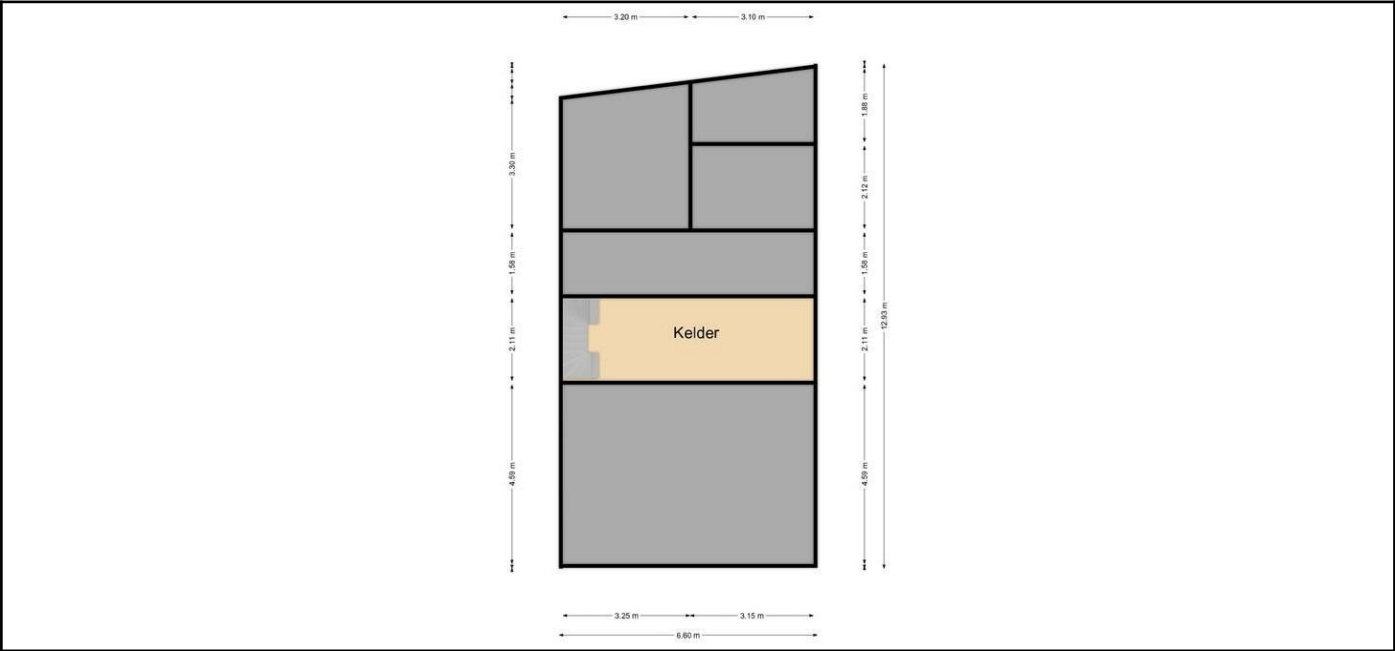 3.20 m
3.10 m
1.88 m
3.30 m
2.12 m
1.58 m
1.58 m
12.93 m
Kelder
2.11 m
2.11 m
4.59 m
4.59 m
3.25 m
3.15 m
6.60 m